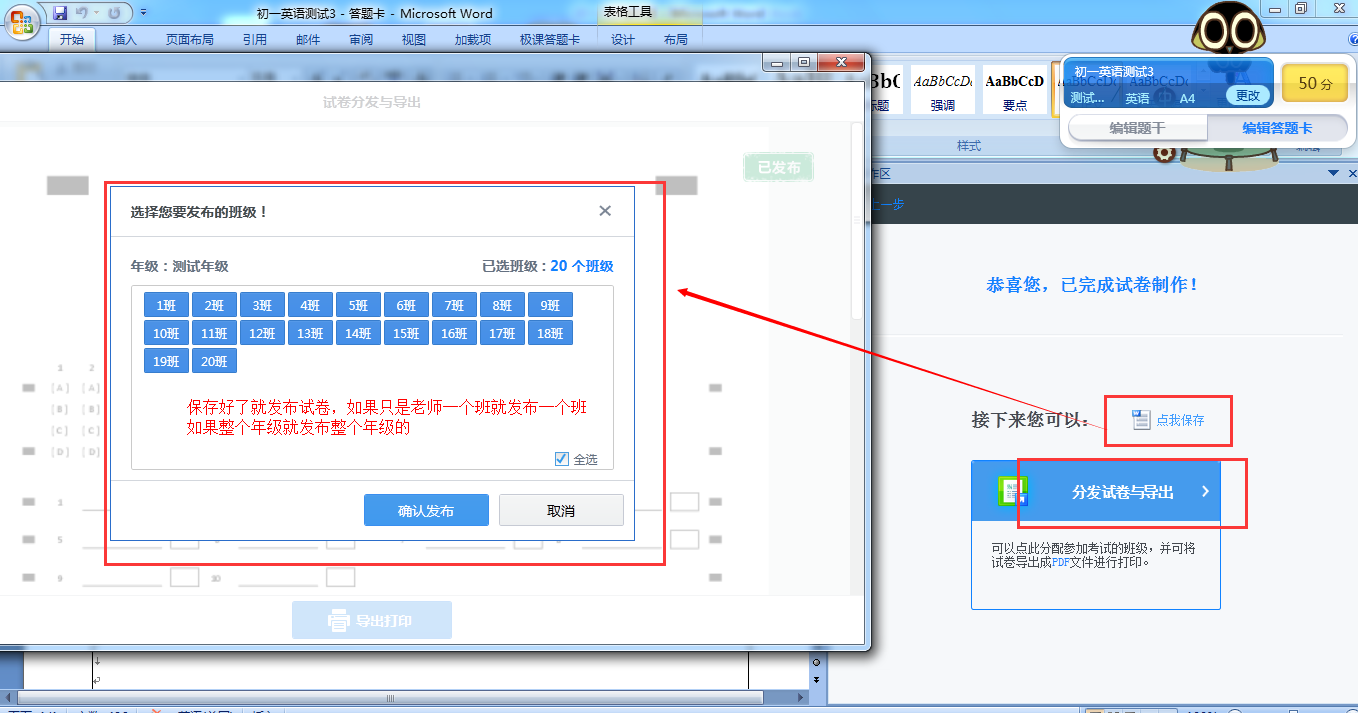 初一英语测试3 - 答题卡 - Microsoft Word
表格工具
开始 插入 页面布局 引用 邮件 审阅 视图 加载项 极课答题卡 设计 布局
AaBbCcD AaBbCcD
标题 强调 要点
样式
初一英语测试3
测试... 英语 A4 更改
50 分
编辑题干 编辑答题卡
试卷分发与导出
已发布
选择您要发布的班级！
年级：测试年级 已选班级：20 个班级
1班 2班 3班 4班 5班 6班 7班 8班 9班
10班 11班 12班 13班 14班 15班 16班 17班 18班
19班 20班
保存好了就发布试卷，如果只是老师一个班就发布一个班
如果整个年级就发布整个年级的
全选
确认发布 取消
1 2
[A] [A]
[B] [B]
[C] [C]
[D] [D]
3
5
9 10
导出打印
上一步
恭喜您，已完成试卷制作！
接下来您可以： 点我保存
分发试卷与导出
可以点此分配参加考试的班级，并可将
试卷导出成PDF文件进行打印。